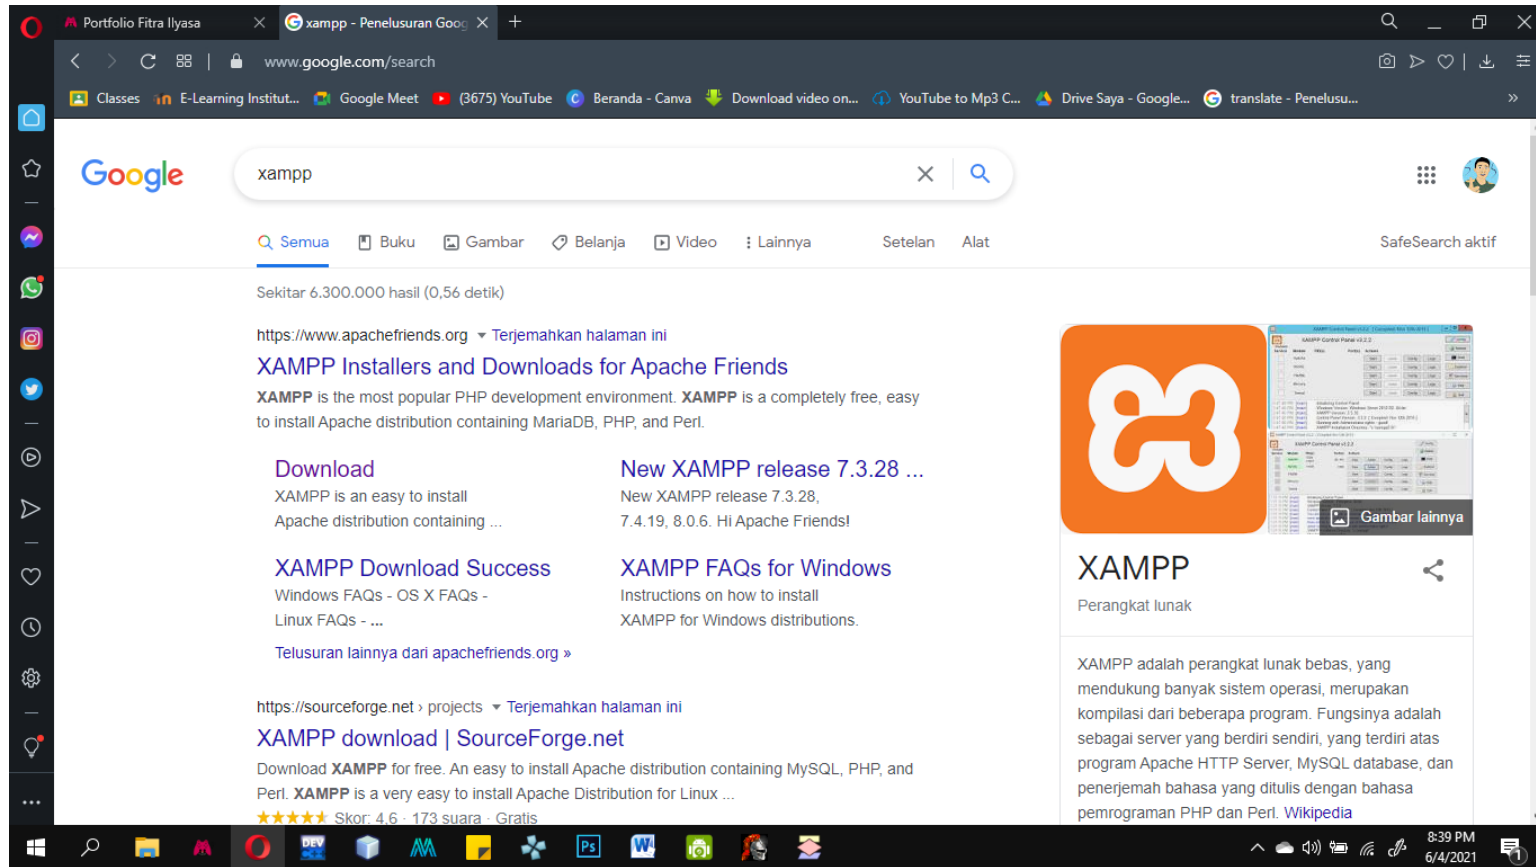 Portfolio Fitra Ilyasa
xampp - Penelusuran Goog
www.google.com/search
Classes
E-Learning Institut...
Google Meet
(3675) YouTube
Beranda - Canva
Download video on...
YouTube to Mp3 C...
Drive Saya - Google...
translate - Penelusu...
Google
xampp
Semua
Buku
Gambar
Belanja
Video
Lainnya
Setelan
Alat
SafeSearch aktif
Sekitar 6.300.000 hasil (0,56 detik)
https://www.apachefriends.org Terjemahkan halaman ini
XAMPP Installers and Downloads for Apache Friends
XAMPP is the most popular PHP development environment. XAMPP is a completely free, easy
to install Apache distribution containing MariaDB, PHP, and Perl.
Download
XAMPP is an easy to install
Apache distribution containing ...
New XAMPP release 7.3.28 ...
New XAMPP release 7.3.28,
7.4.19, 8.0.6. Hi Apache Friends!
XAMPP Download Success
Windows FAQs - OS X FAQs -
Linux FAQs - ...
XAMPP FAQs for Windows
Instructions on how to install
XAMPP for Windows distributions.
Telusuran lainnya dari apachefriends.org »
https://sourceforge.net › projects Terjemahkan halaman ini
XAMPP download | SourceForge.net
Download XAMPP for free. An easy to install Apache distribution containing MySQL, PHP, and
Perl. XAMPP is a very easy to install Apache Distribution for Linux ...
Skor: 4,6 · 173 suara · Gratis
XAMPP Control Panel v3.2.2
Gambar lainnya
XAMPP
Perangkat lunak
XAMPP adalah perangkat lunak bebas, yang
mendukung banyak sistem operasi, merupakan
kompilasi dari beberapa program. Fungsinya adalah
sebagai server yang berdiri sendiri, yang terdiri atas
program Apache HTTP Server, MySQL database, dan
penerjemah bahasa yang ditulis dengan bahasa
pemrograman PHP dan Perl. Wikipedia
DEV
Ps
W
8:39 PM
6/4/2021
1